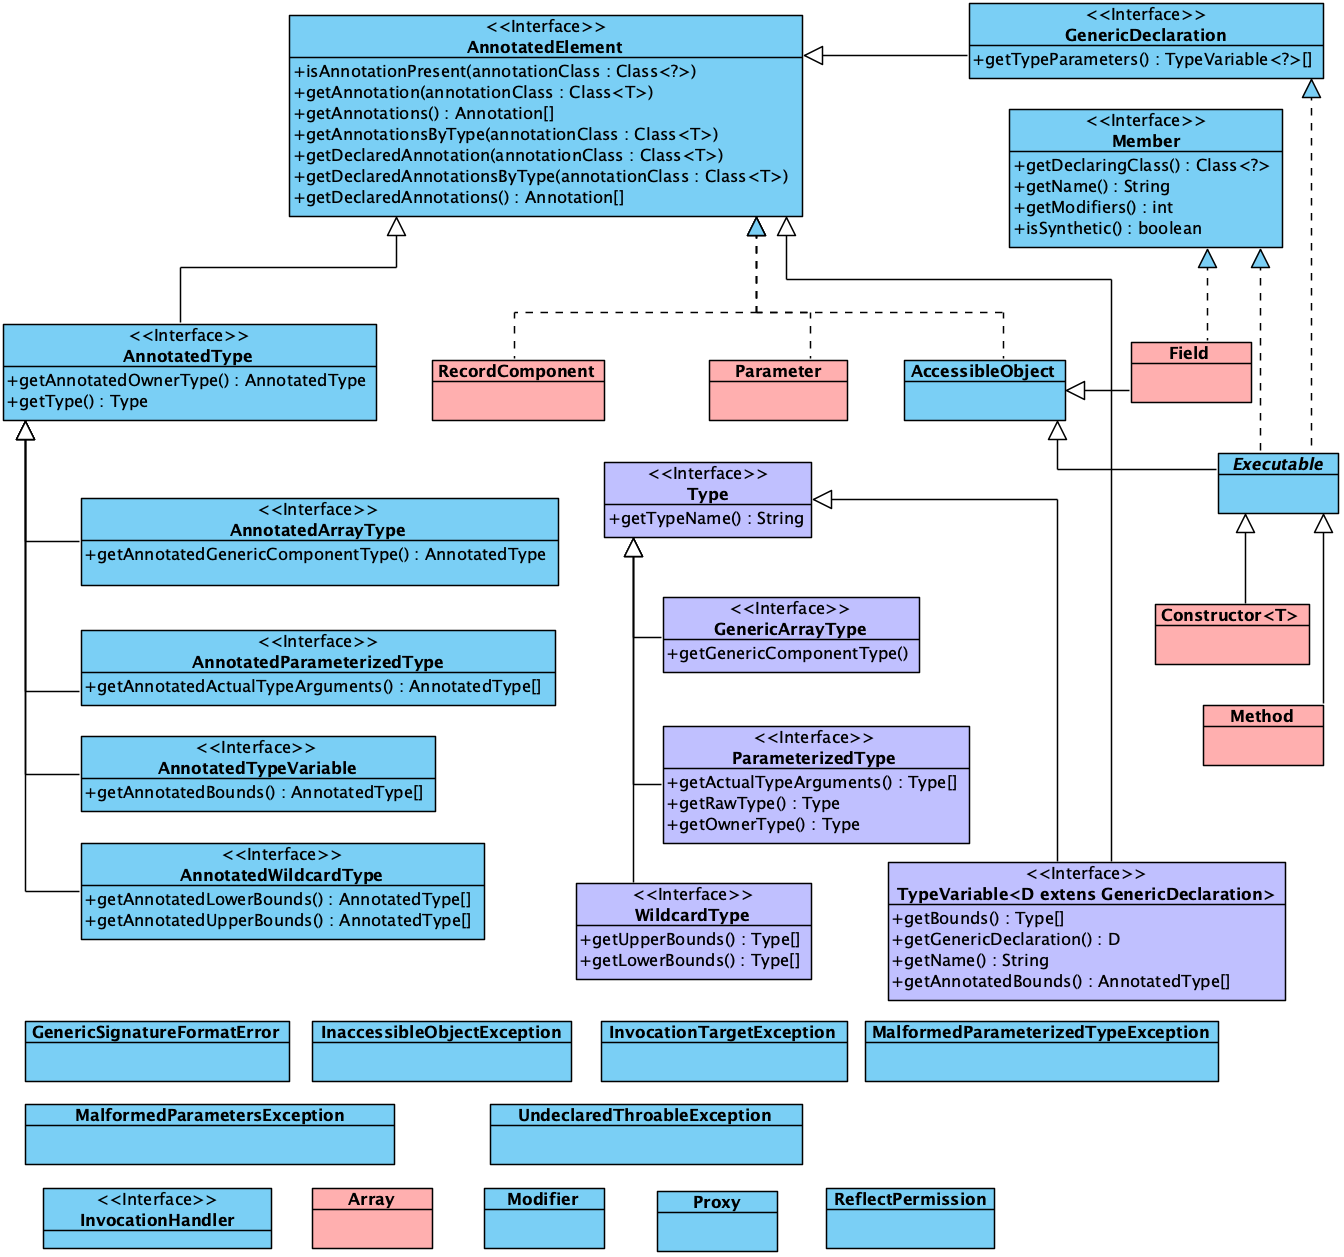 <<Interface>>
AnnotatedElement
+isAnnotationPresent(annotationClass : Class<?>)
+getAnnotation(annotationClass : Class<T>)
+getAnnotations() : Annotation[]
+getAnnotationsByType(annotationClass : Class<T>)
+getDeclaredAnnotation(annotationClass : Class<T>)
+getDeclaredAnnotationsByType(annotationClass : Class<T>)
+getDeclaredAnnotations() : Annotation[]
<<Interface>>
GenericDeclaration
+getTypeParameters() : TypeVariable<?>[]
<<Interface>>
Member
+getDeclaringClass() : Class<?>
+getName() : String
+getModifiers() : int
+isSynthetic() : boolean
<<Interface>>
AnnotatedType
+getAnnotatedOwnerType() : AnnotatedType
+getType() : Type
RecordComponent
Parameter
AccessibleObject
Field
Executable
<<Interface>>
Type
+getTypeName() : String
<<Interface>>
AnnotatedArrayType
+getAnnotatedGenericComponentType() : AnnotatedType
<<Interface>>
GenericArrayType
+getGenericComponentType()
Constructor<T>
<<Interface>>
AnnotatedParameterizedType
+getAnnotatedActualTypeArguments() : AnnotatedType[]
Method
<<Interface>>
ParameterizedType
+getActualTypeArguments() : Type[]
+getRawType() : Type
+getOwnerType() : Type
<<Interface>>
AnnotatedTypeVariable
+getAnnotatedBounds() : AnnotatedType[]
<<Interface>>
AnnotatedWildcardType
+getAnnotatedLowerBounds() : AnnotatedType[]
+getAnnotatedUpperBounds() : AnnotatedType[]
<<Interface>>
WildcardType
+getUpperBounds() : Type[]
+getLowerBounds() : Type[]
<<Interface>>
TypeVariable<D extends GenericDeclaration>
+getBounds() : Type[]
+getGenericDeclaration() : D
+getName() : String
+getAnnotatedBounds() : AnnotatedType[]
GenericSignatureFormatError
InaccessibleObjectException
InvocationTargetException
MalformedParameterizedTypeException
MalformedParametersException
UndeclaredThroableException
<<Interface>>
InvocationHandler
Array
Modifier
Proxy
ReflectPermission